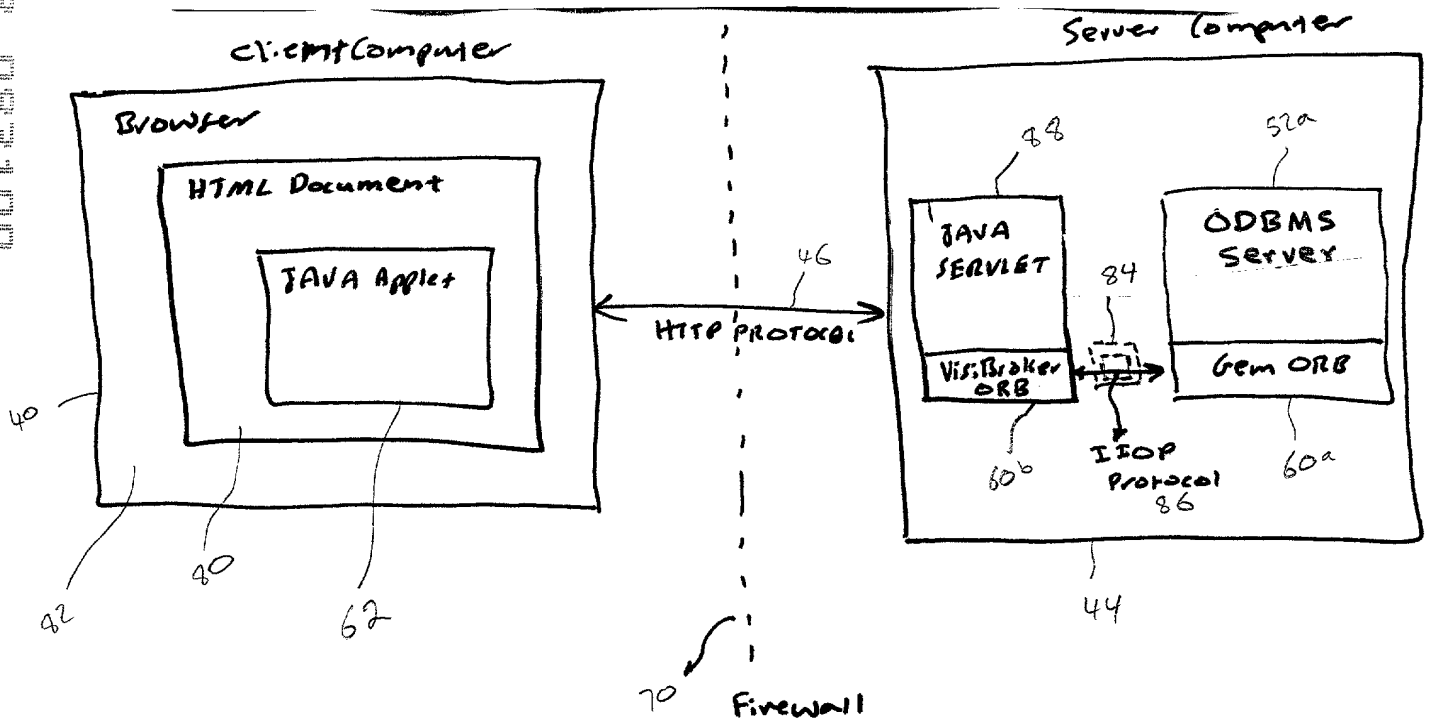 Client Computer
Server Computer
Browser
HTML Document
JAVA Applet
HTTP PROTOCOL
46
88
JAVA
SERVLET
VisiBroker
ORB
84
52a
ODBMS
Server
Gem ORB
IIOP
Protocol
86
60b
60a
40
82
80
62
44
70
Firewall